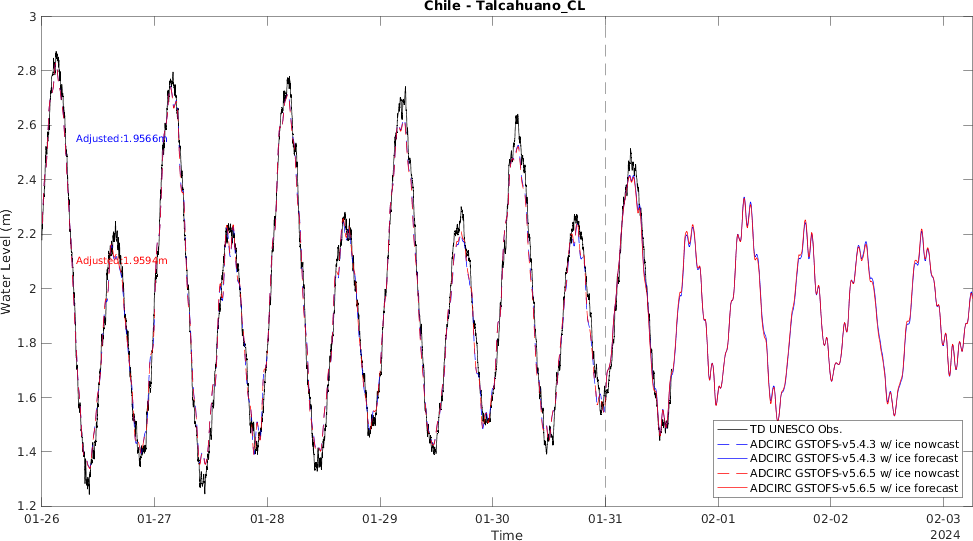 Chile - Talcahuano_CL
Water Level (m)
3
2.8
2.6
2.4
2.2
2
1.8
1.6
1.4
1.2
Adjusted:1.9566m
Adjusted:1.9594m
TD UNESCO Obs.
ADCIRC GSTOFS-v5.4.3 w/ ice nowcast
ADCIRC GSTOFS-v5.4.3 w/ ice forecast
ADCIRC GSTOFS-v5.6.5 w/ ice nowcast
ADCIRC GSTOFS-v5.6.5 w/ ice forecast
01-26 01-27 01-28 01-29 01-30 01-31 02-01 02-02 02-03
2024
Time